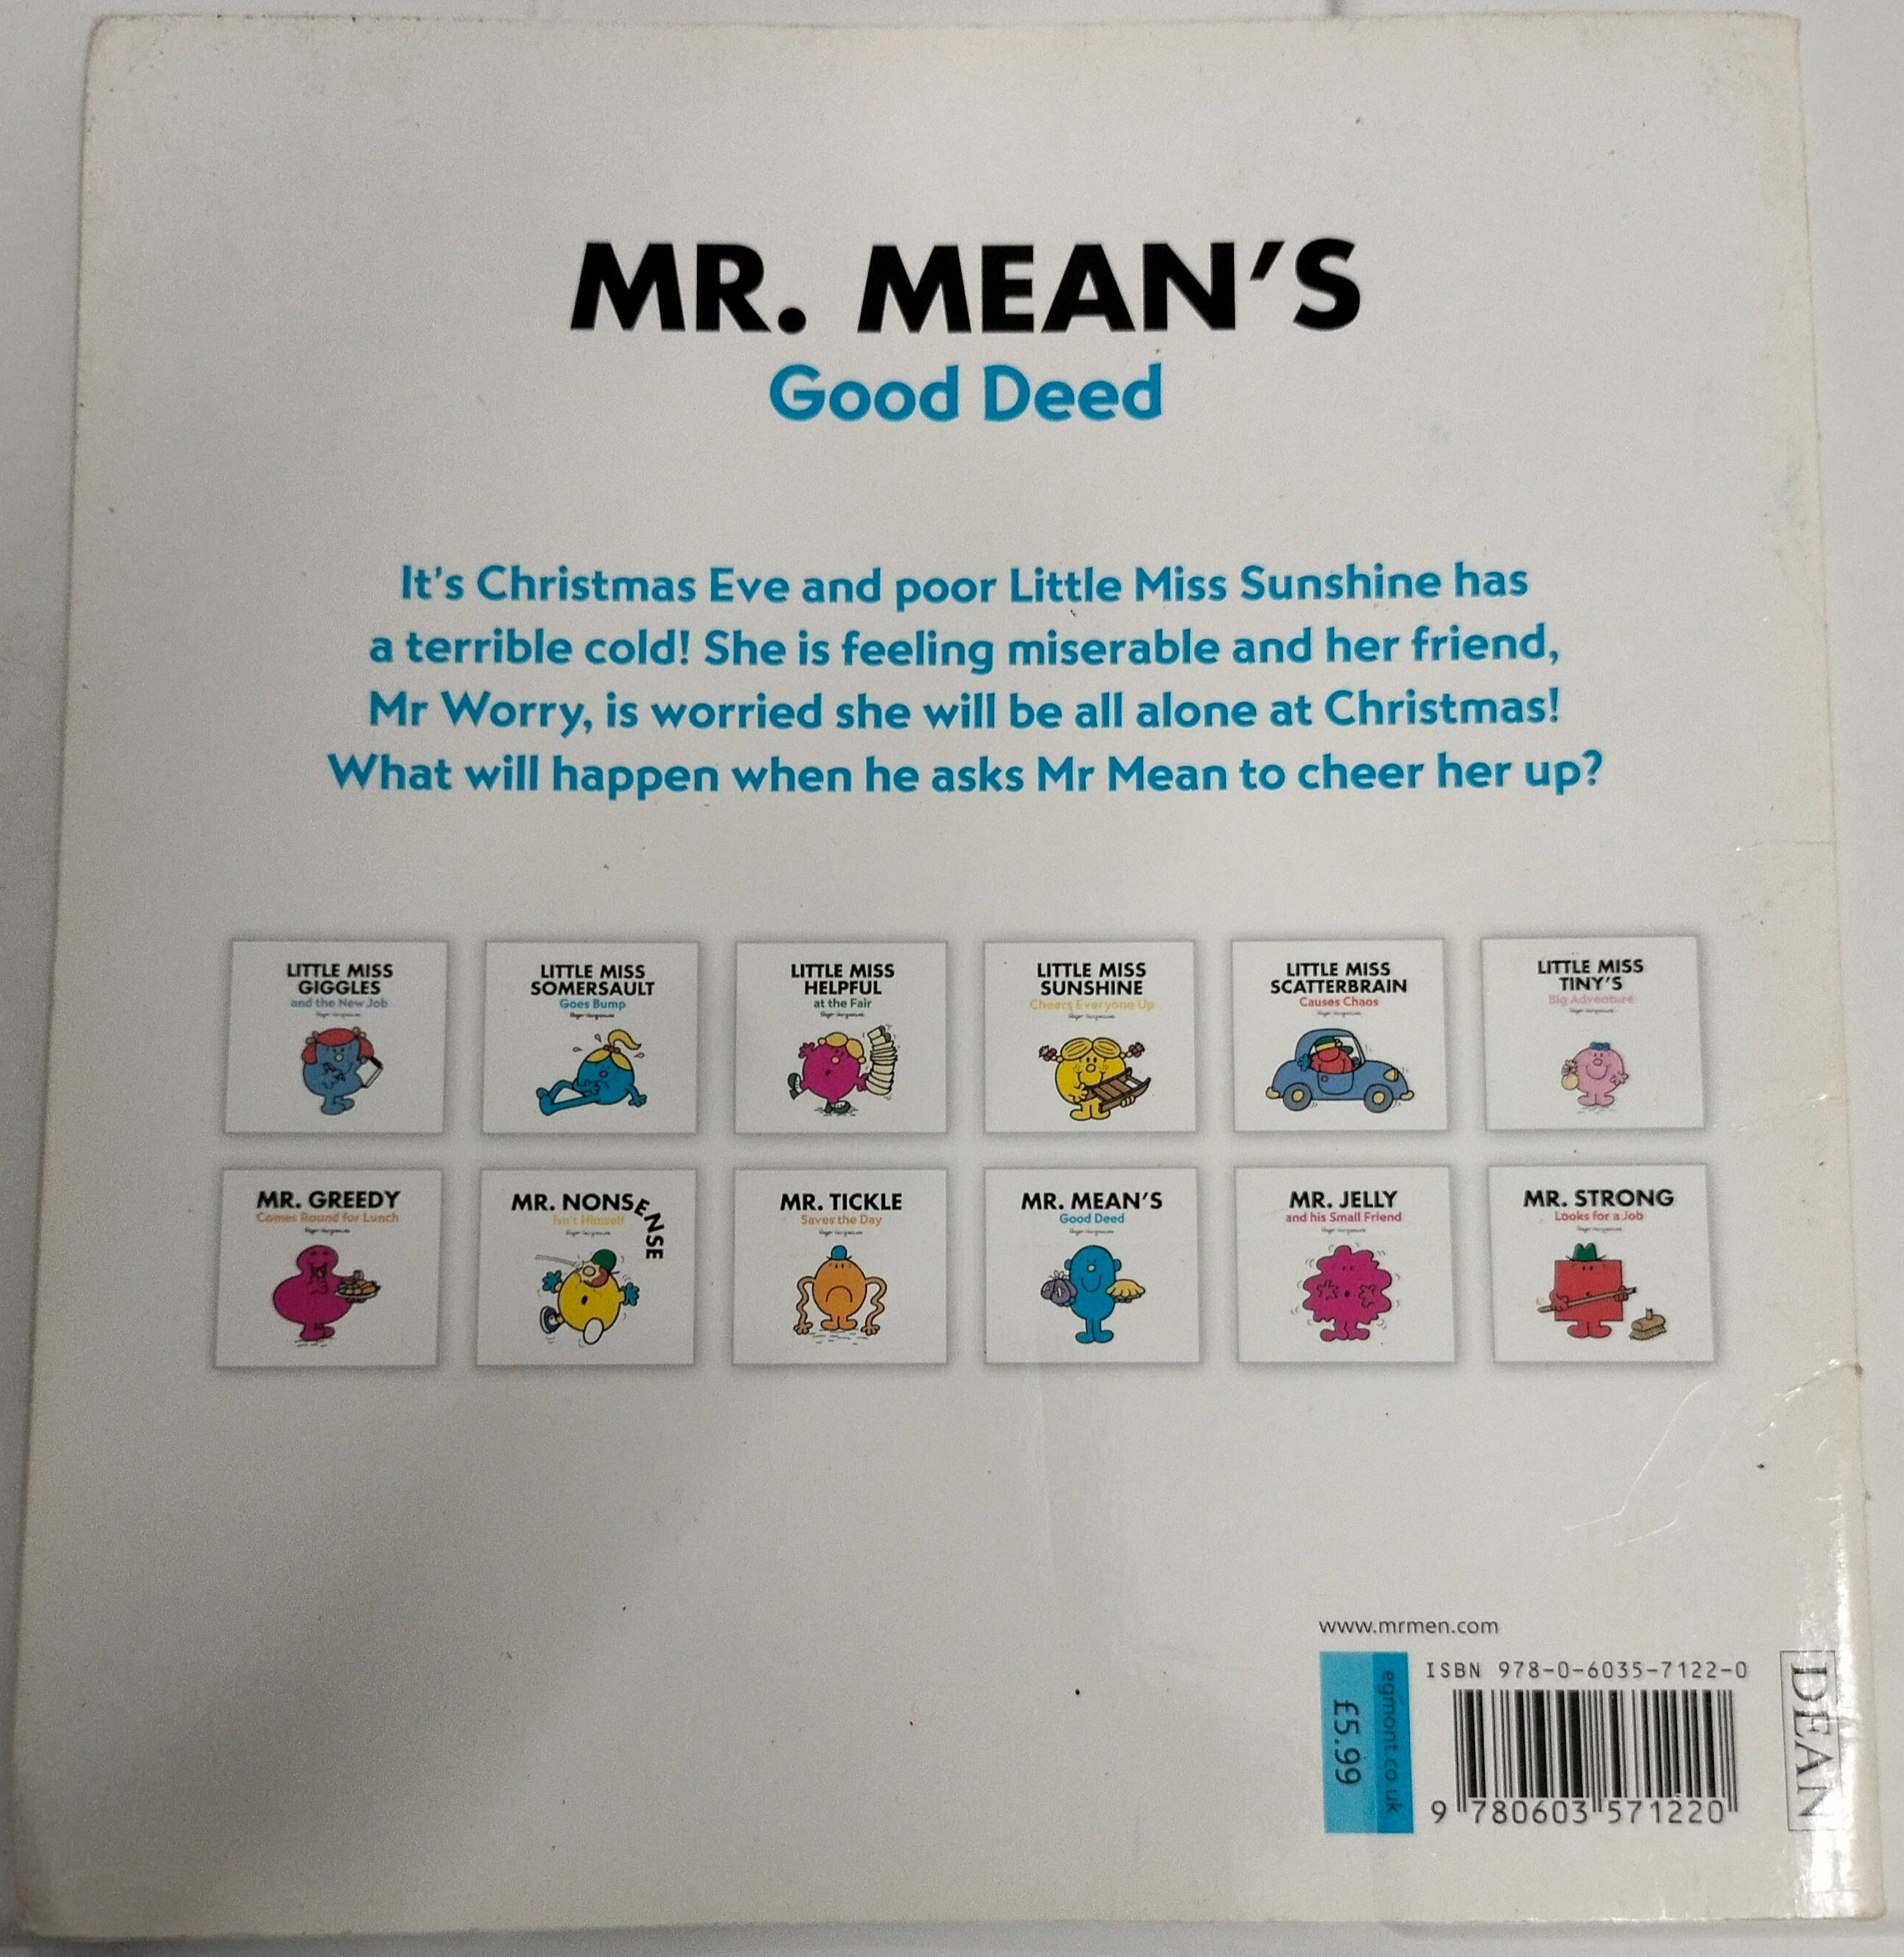 MR. MEAN'S
Good Deed
It's Christmas Eve and poor Little Miss Sunshine has
a terrible cold! She is feeling miserable and her friend,
Mr Worry, is worried she will be all alone at Christmas!
What will happen when he asks Mr Mean to cheer her up?
LITTLE MISS
GIGGLES
and the New Job
LITTLE MISS
SOMERSAULT
Goes Bump
LITTLE MISS
HELPFUL
at the Fair
LITTLE MISS
SUNSHINE
Cheers Everyone Up
LITTLE MISS
SCATTERBRAIN
Causes Chaos
LITTLE MISS
TINY'S
Big Adventure
MR. GREEDY
Comes Round for Lunch
MR. NONSENSE
Isn't Himself
MR. TICKLE
Saves the Day
MR. MEAN'S
Good Deed
MR. JELLY
and his Small Friend
MR. STRONG
Looks for a Job
www.mrmen.com
egmont.co.uk
£5.99
ISBN 978-0-6035-7122-0
9 780603 571220
DEAN